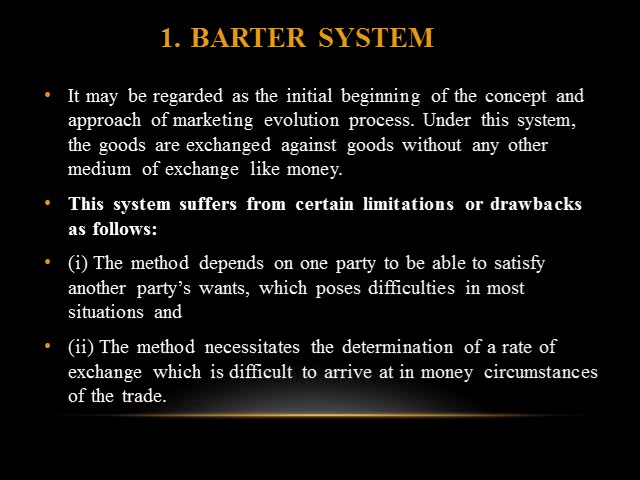 1. BARTER SYSTEM
• It may be regarded as the initial beginning of the concept and
approach of marketing evolution process. Under this system,
the goods are exchanged against goods without any other
medium of exchange like money.
• This system suffers from certain limitations or drawbacks
as follows:
• (i) The method depends on one party to be able to satisfy
another party’s wants, which poses difficulties in most
situations and
• (ii) The method necessitates the determination of a rate of
exchange which is difficult to arrive at in money circumstances
of the trade.